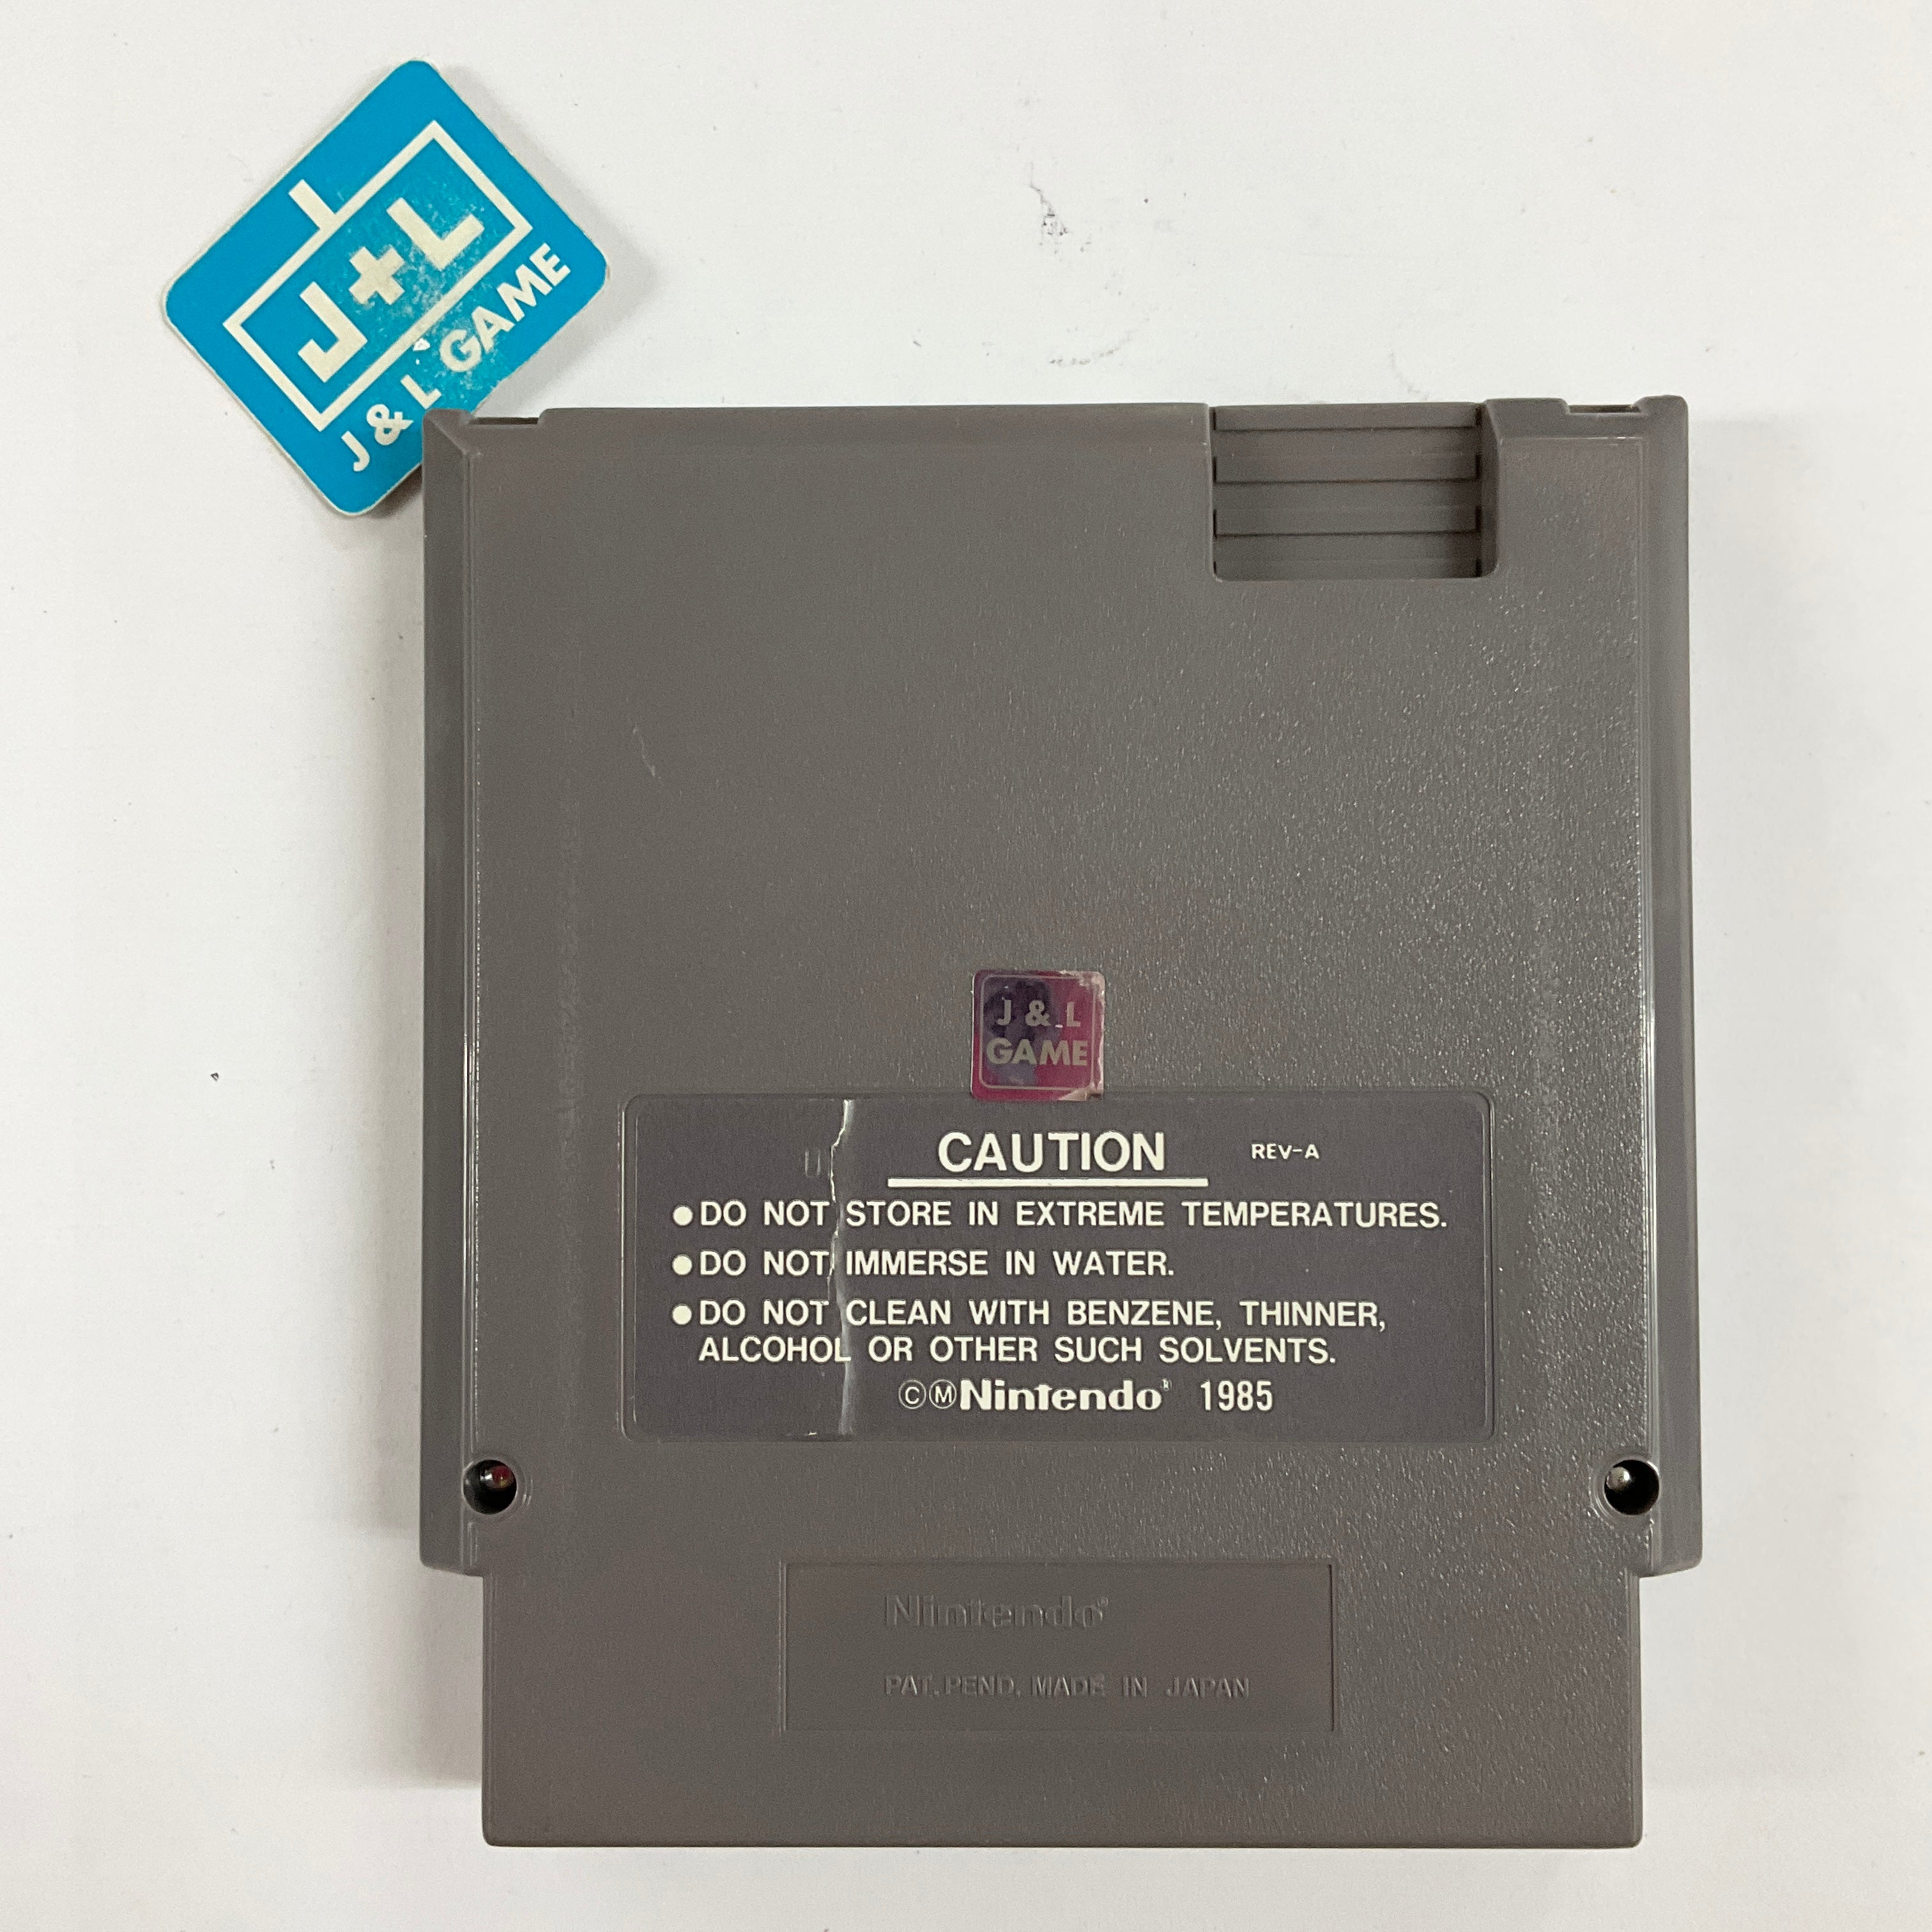 J+L
J & L GAME
J & L
GAME
CAUTION REV-A
●DO NOT STORE IN EXTREME TEMPERATURES.
●DO NOT IMMERSE IN WATER.
●DO NOT CLEAN WITH BENZENE, THINNER,
ALCOHOL OR OTHER SUCH SOLVENTS.
©ⓂNintendo® 1985
Nintendo®
PAT. PEND. MADE IN JAPAN